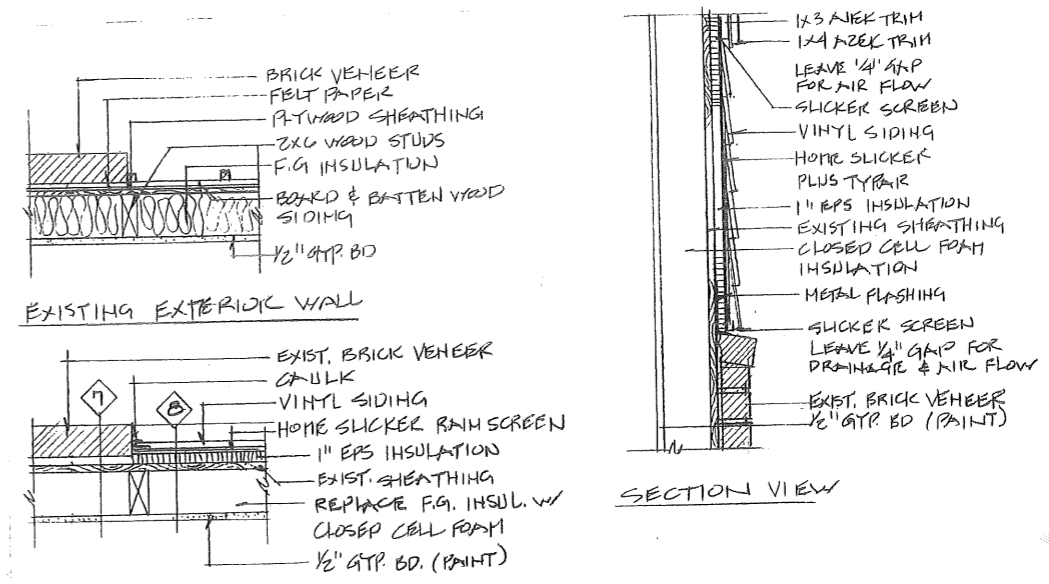 BRICK VENEER
FELT PAPER
PLYWOOD SHEATHING
2X6 WOOD STUDS
F.G INSULATION
BOARD & BATTEN WOOD
SIDING
1/2" GYP. BD
EXISTING EXTERIOR WALL
EXIST. BRICK VENEER
CAULK
VINYL SIDING
HOME SLICKER RAIN SCREEN
1" EPS INSULATION
EXIST. SHEATHING
REPLACE F.G. INSUL. W/
CLOSED CELL FOAM
1/2" GYP. BD. (PAINT)
7
8
1X3 AZEK TRIM
1X4 AZEK TRIM
LEAVE 1/4" GAP
FOR AIR FLOW
SLICKER SCREEN
VINYL SIDING
HOME SLICKER
PLUS TYPAR
1" EPS INSULATION
EXISTING SHEATHING
CLOSED CELL FOAM
INSULATION
METAL FLASHING
SLICKER SCREEN
LEAVE 1/4" GAP FOR
DRAINAGE & AIR FLOW
EXIST. BRICK VENEER
1/2" GYP. BD (PAINT)
SECTION VIEW